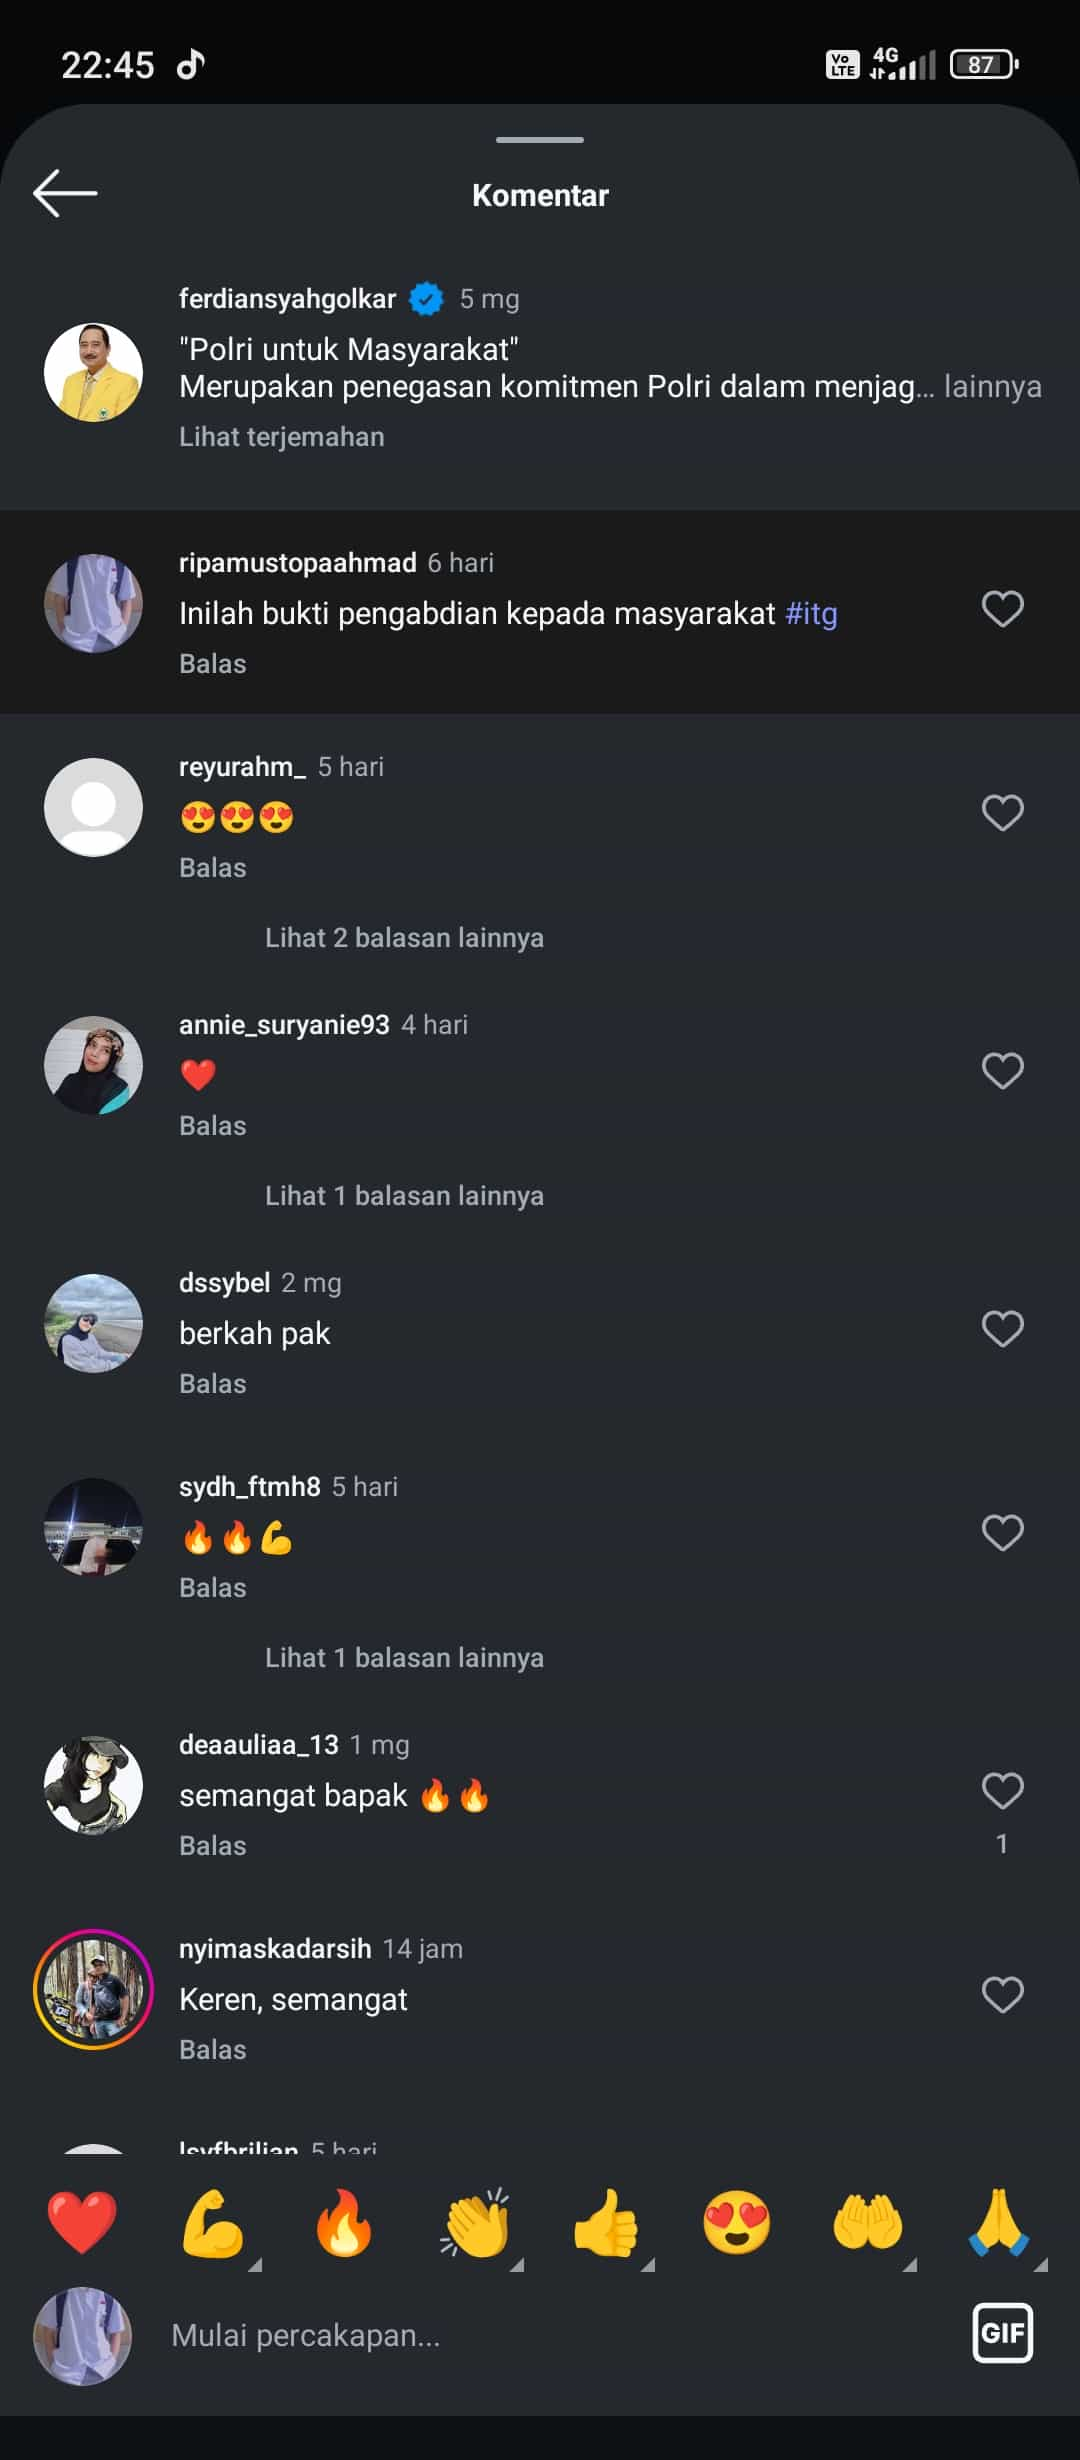 22:45
Vo LTE 4G 87
Komentar
ferdiansyahgolkar 5 mg
"Polri untuk Masyarakat"
Merupakan penegasan komitmen Polri dalam menjag... lainnya
Lihat terjemahan
ripamustopaahmad 6 hari
Inilah bukti pengabdian kepada masyarakat #itg
Balas
reyurahm_ 5 hari
😍😍😍
Balas
Lihat 2 balasan lainnya
annie_suryanie93 4 hari
❤️
Balas
Lihat 1 balasan lainnya
dssybel 2 mg
berkah pak
Balas
sydh_ftmh8 5 hari
🔥🔥💪
Balas
Lihat 1 balasan lainnya
deaauliaa_13 1 mg
semangat bapak 🔥🔥
1
Balas
nyimaskadarsih 14 jam
Keren, semangat
Balas
5 hari
Mulai percakapan...
GIF